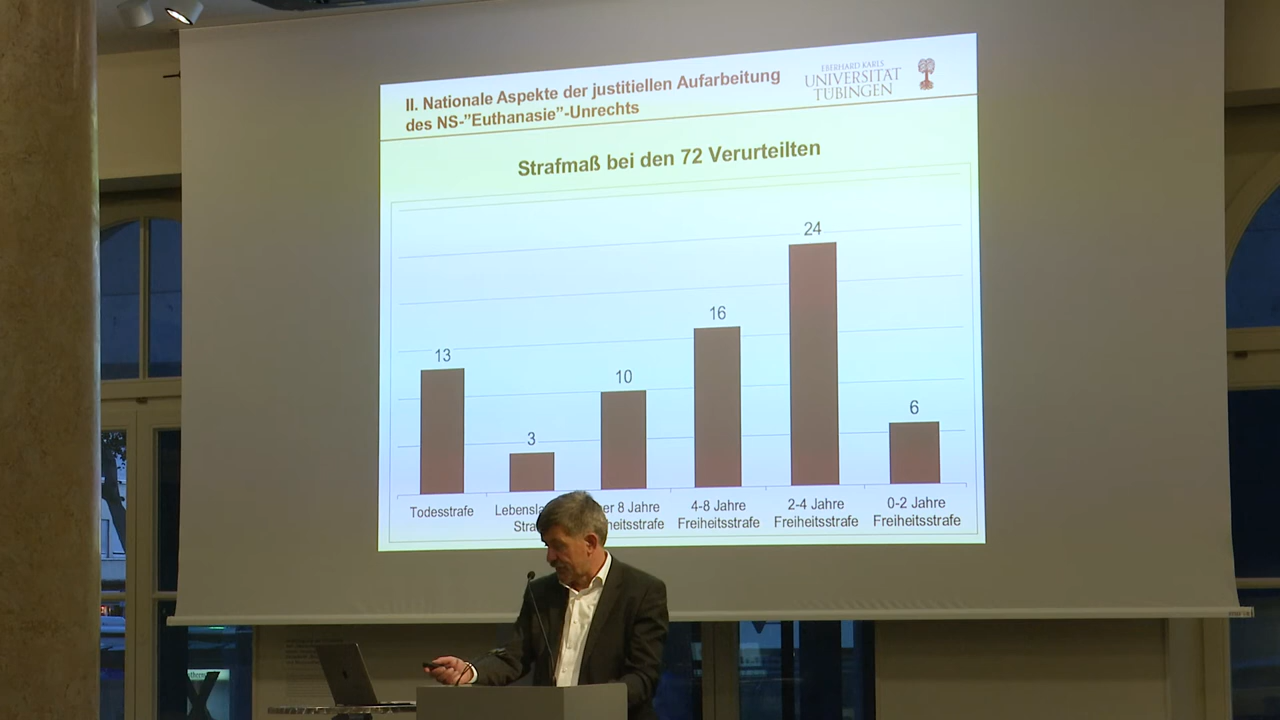 II. Nationale Aspekte der justitiellen Aufarbeitung
des NS-”Euthanasie”-Unrechts
EBERHARD KARLS
UNIVERSITÄT
TÜBINGEN
Strafmaß bei den 72 Verurteilten
13
3
10
16
24
6
Todesstrafe
8 Jahre
4-8 Jahre
Freiheitsstrafe
2-4 Jahre
Freiheitsstrafe
0-2 Jahre
Freiheitsstrafe